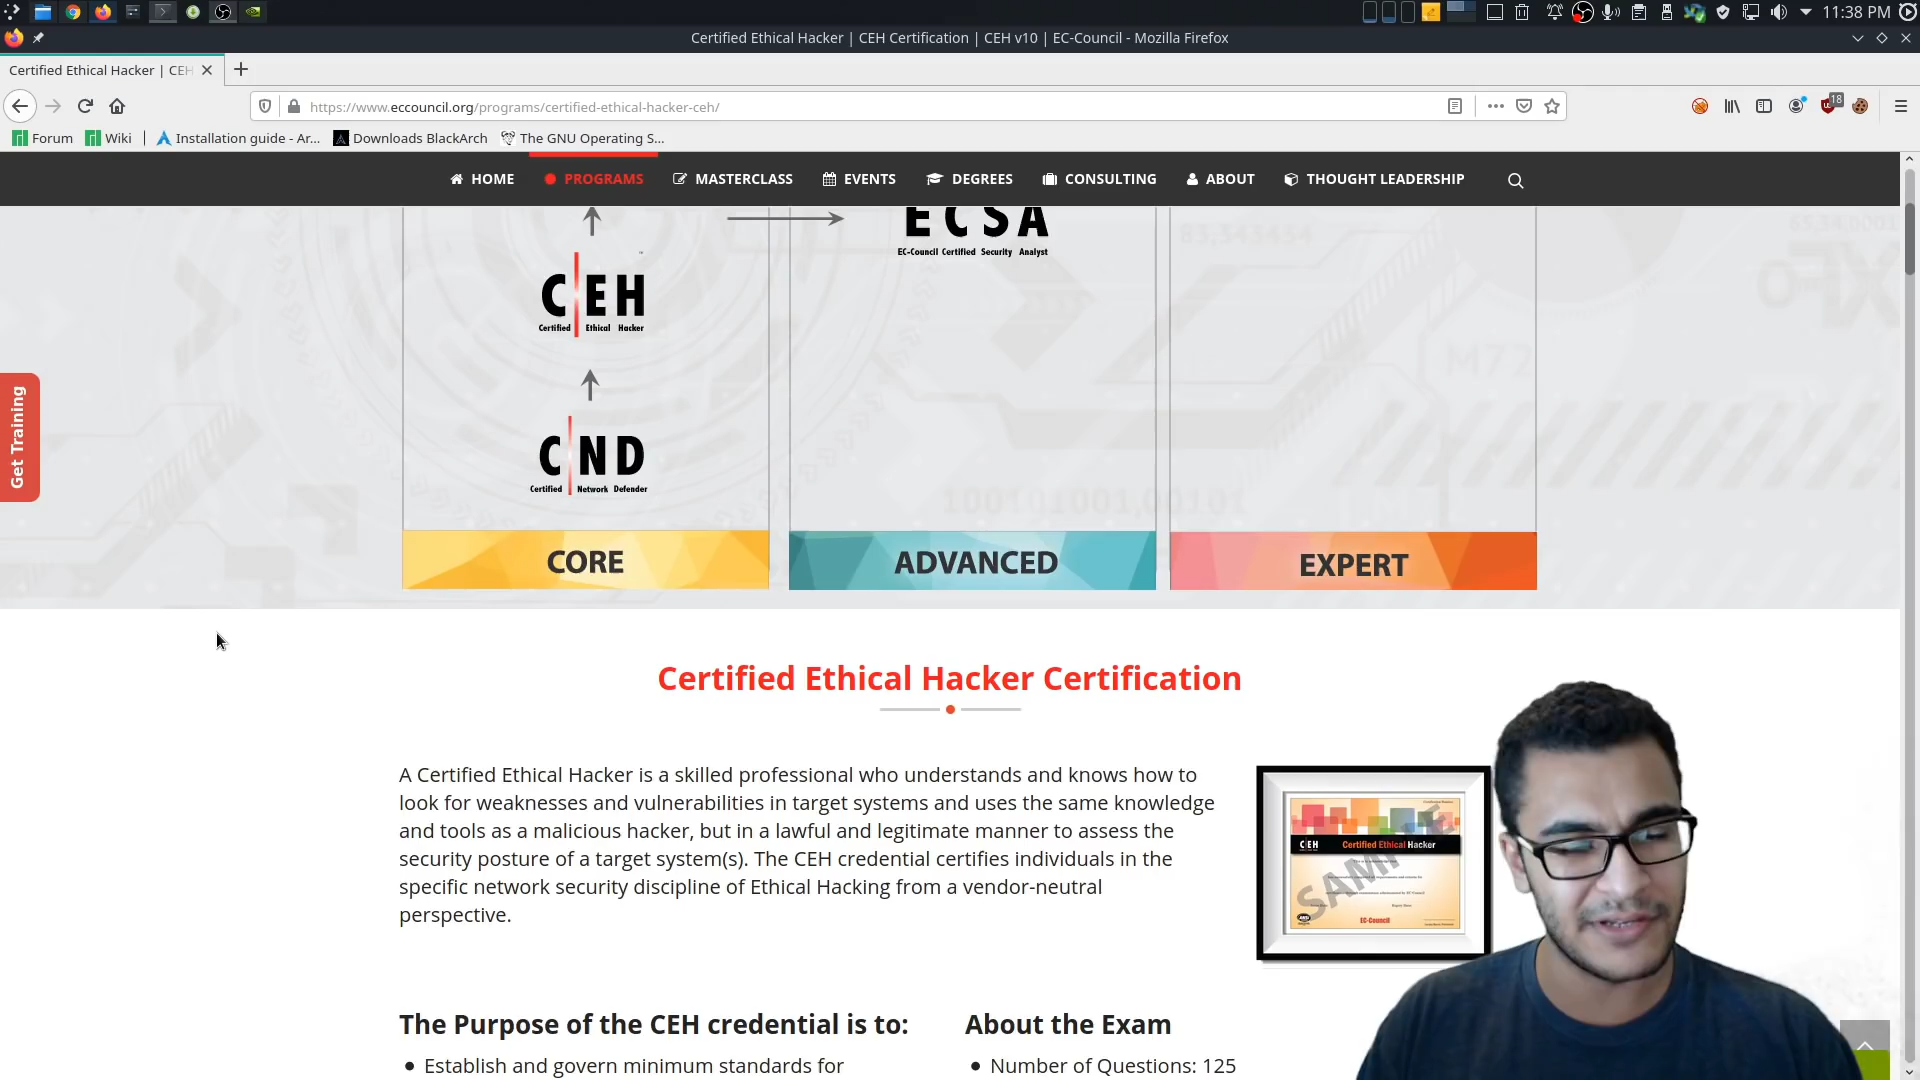 11:38 PM
Certified Ethical Hacker | CEH Certification | CEH v10 | EC-Council - Mozilla Firefox
Certified Ethical Hacker | CEH
https://www.eccouncil.org/programs/certified-ethical-hacker-ceh/
18
Forum Wiki Installation guide - Ar... Downloads BlackArch The GNU Operating S...
HOME PROGRAMS MASTERCLASS EVENTS DEGREES CONSULTING ABOUT THOUGHT LEADERSHIP
ECSA
EC-Council Certified Security Analyst
CEH
Certified Ethical Hacker
M72
Get Training
CND
Certified Network Defender
CORE
ADVANCED
EXPERT
Certified Ethical Hacker Certification
A Certified Ethical Hacker is a skilled professional who understands and knows how to
look for weaknesses and vulnerabilities in target systems and uses the same knowledge
and tools as a malicious hacker, but in a lawful and legitimate manner to assess the
security posture of a target system(s). The CEH credential certifies individuals in the
specific network security discipline of Ethical Hacking from a vendor-neutral
perspective.
CEH Certified Ethical Hacker
SAMPLE
EC-Council
The Purpose of the CEH credential is to:
Establish and govern minimum standards for
About the Exam
Number of Questions: 125